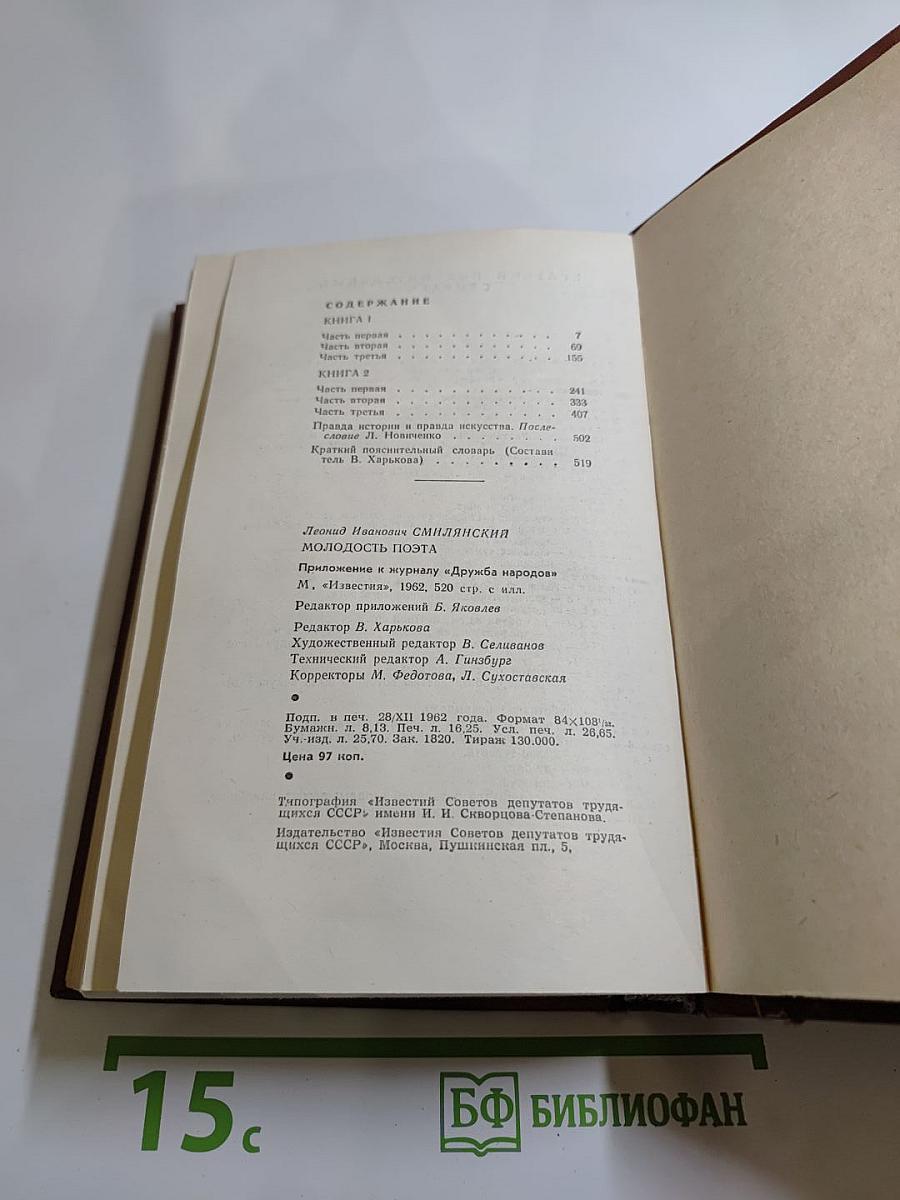 СОДЕРЖАНИЕ
КНИГА 1
Часть первая . . . . . . . . . . . . 7
Часть вторая . . . . . . . . . . . . 69
Часть третья . . . . . . . . . . . . 155
КНИГА 2
Часть первая . . . . . . . . . . . . 241
Часть вторая . . . . . . . . . . . . 333
Часть третья . . . . . . . . . . . . 407
Правда истории и правда искусства. После-
словие Л. Новиченко . . . . . . . . 502
Краткий пояснительный словарь (Состави
тель В. Харькова) . . . . . . . . 519
Леонид Иванович СМИЛЯНСКИЙ
МОЛОДОСТЬ ПОЭТА
Приложение к журналу «Дружба народов»
М., «Известия», 1962, 520 стр. с илл.
Редактор приложений Б. Яковлев
Редактор В. Харькова
Художественный редактор В. Селиванов
Технический редактор А. Гинзбург
Корректоры М. Федотова, Л. Сухоставская
Подп. в печ. 28/XII 1962 года. Формат 84×108¹/₃₂.
Бумажн. л. 8,13. Печ. л. 16,25. Усл. печ. л. 26,65.
Уч.-изд. л. 25,70. Зак. 1820. Тираж 130.000.
Цена 97 коп.
Типография «Известий Советов депутатов трудя-
щихся СССР» имени И. И. Скворцова-Степанова.
Издательство «Известия Советов депутатов трудя-
щихся СССР», Москва, Пушкинская пл., 5,
15 с
БФ БИБЛИОФАН